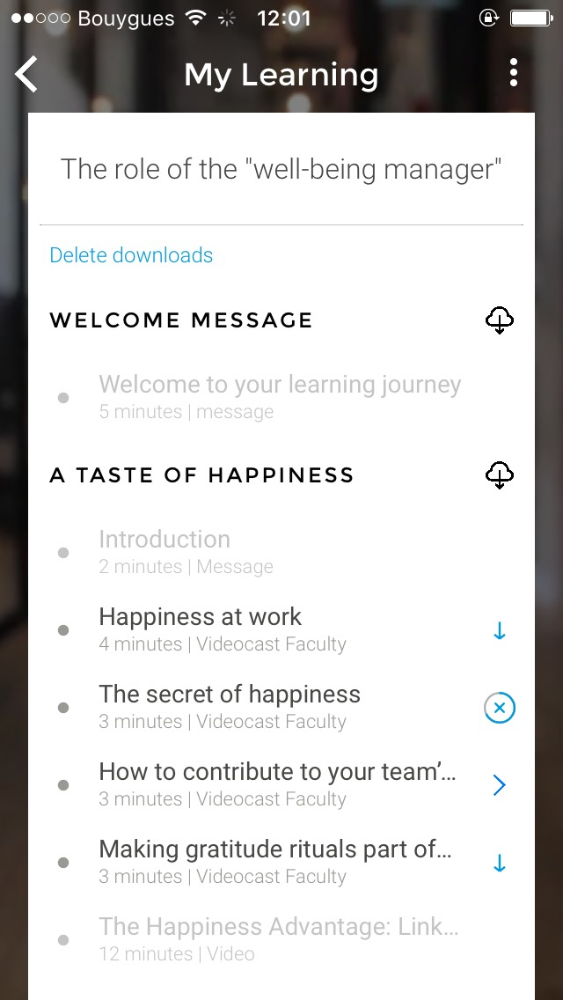 Bouygues 12:01
My Learning
The role of the "well-being manager"
Delete downloads
WELCOME MESSAGE
Welcome to your learning journey
5 minutes | message
A TASTE OF HAPPINESS
Introduction
2 minutes | Message
Happiness at work
4 minutes | Videocast Faculty
The secret of happiness
3 minutes | Videocast Faculty
How to contribute to your team’...
3 minutes | Videocast Faculty
Making gratitude rituals part of...
3 minutes | Videocast Faculty
The Happiness Advantage: Link...
12 minutes | Video